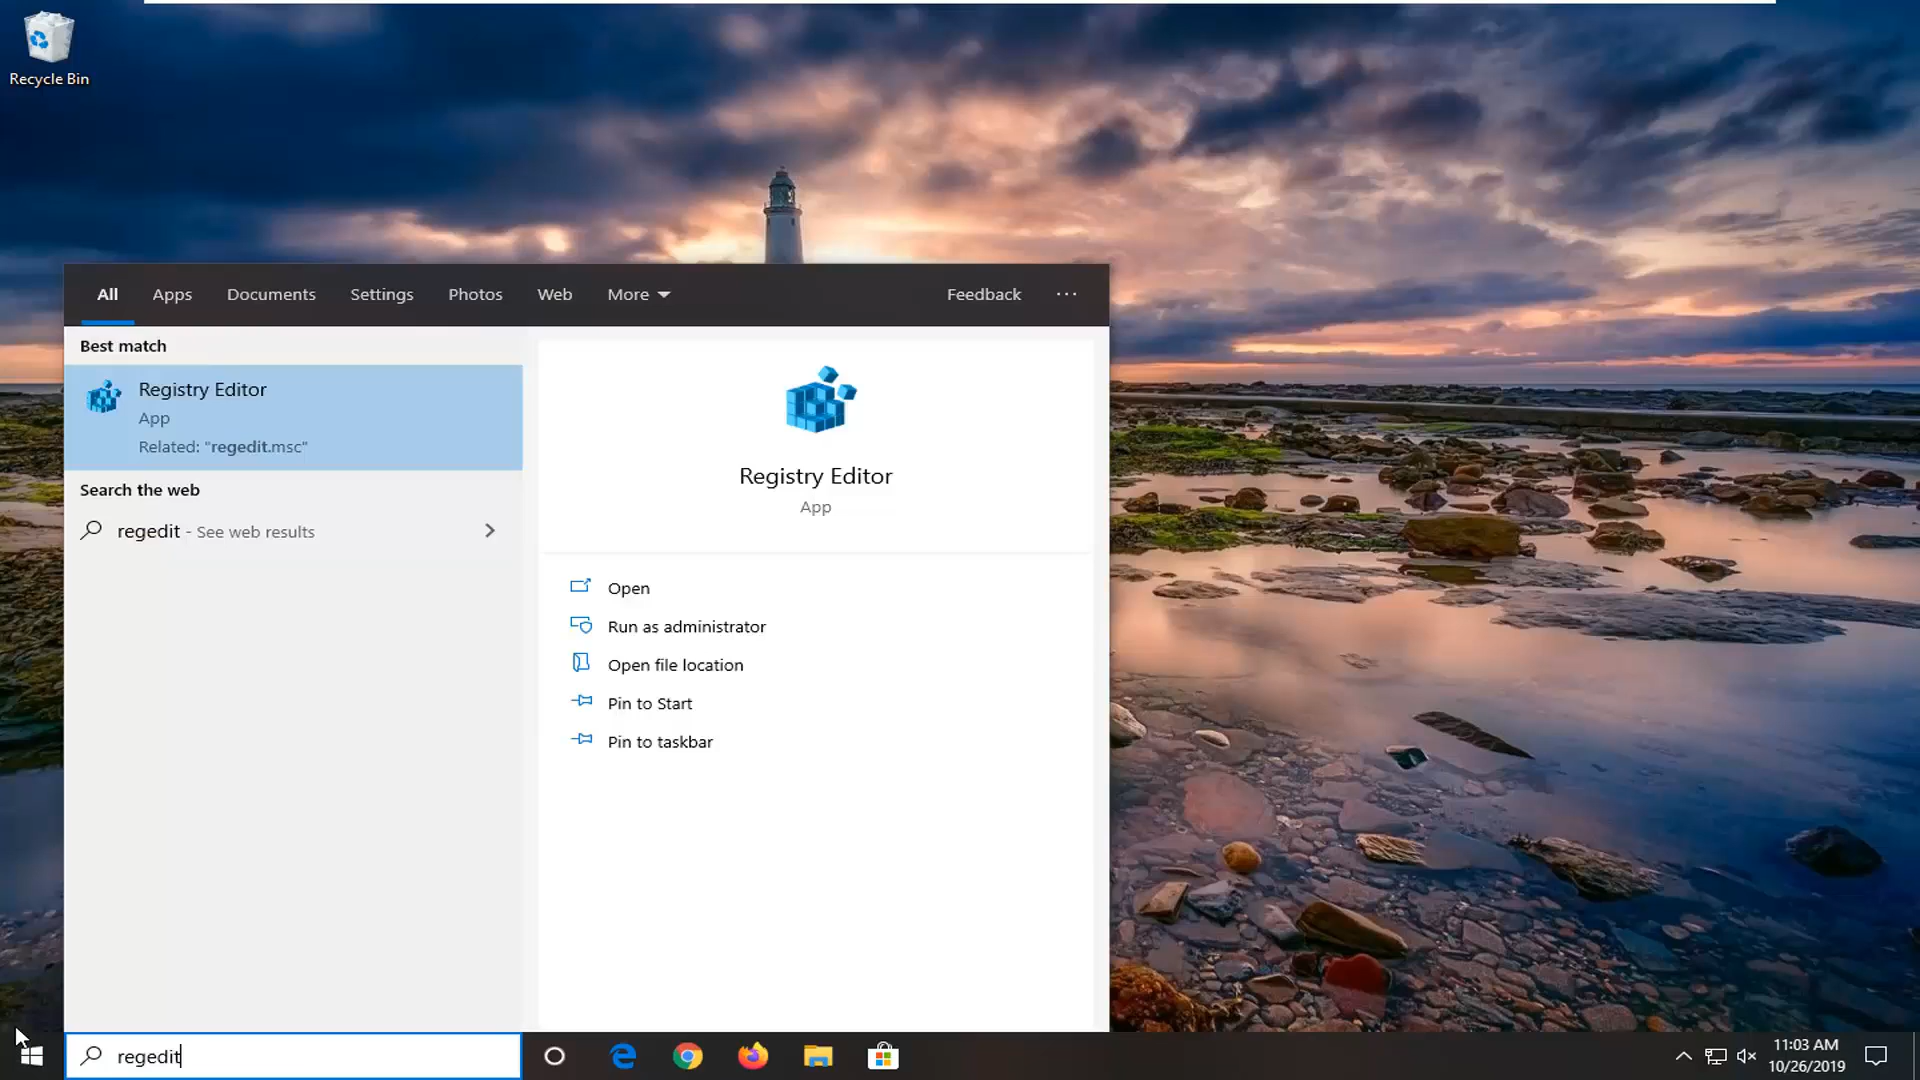 Recycle Bin
All Apps Documents Settings Photos Web More Feedback ...
Best match
Registry Editor
App
Related: "regedit.msc"
Search the web
regedit - See web results
Registry Editor
App
Open
Run as administrator
Open file location
Pin to Start
Pin to taskbar
regedit
11:03 AM
10/26/2019